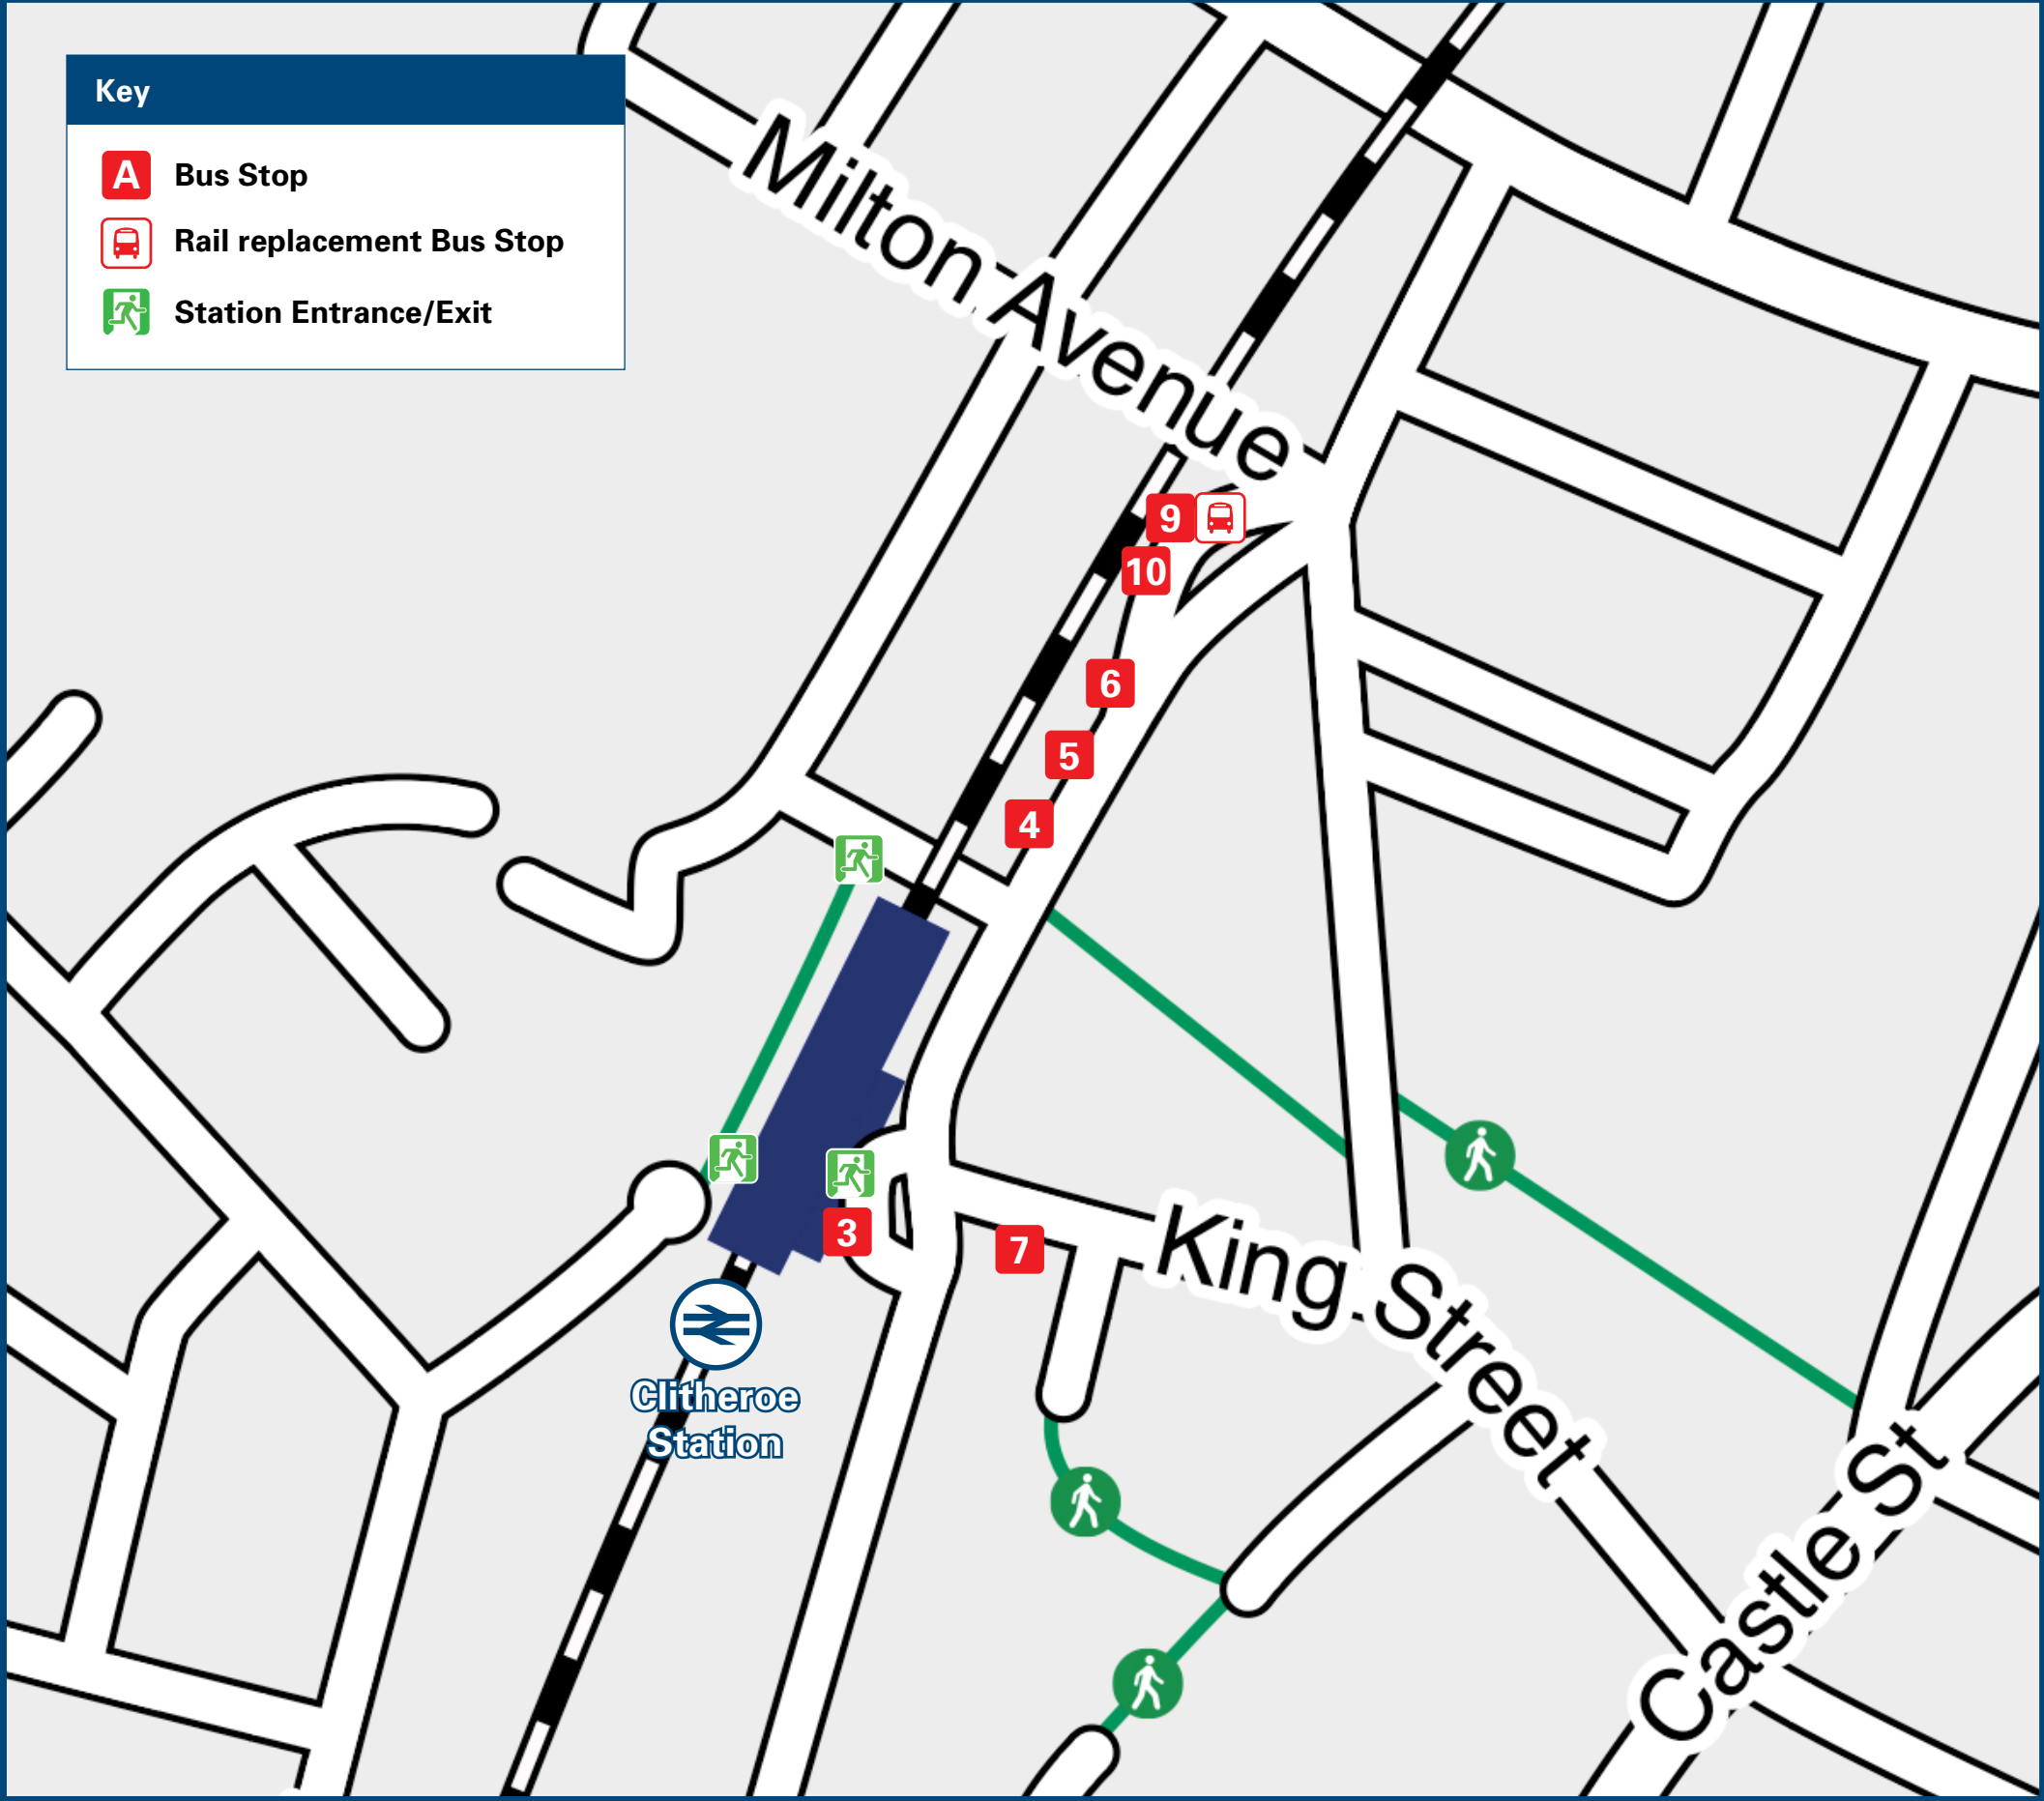 Key
A Bus Stop
Rail replacement Bus Stop
Station Entrance/Exit
Milton Avenue
9
10
6
5
4
3
7
King Street
Clitheroe
Station
Castle St